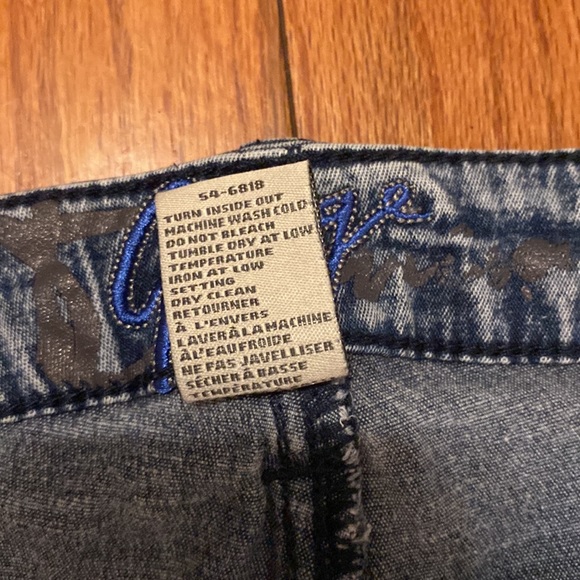 54-6818
TURN INSIDE OUT
MACHINE WASH COLD
DO NOT BLEACH
TUMBLE DRY AT LOW
TEMPERATURE
IRON AT LOW
SETTING
DRY CLEAN
RETOURNER
À L'ENVERS
LAVER À LA MACHINE
À L'EAU FROIDE
NE PAS JAVELLISER
SÉCHER À BASSE
TEMPÉRATURE